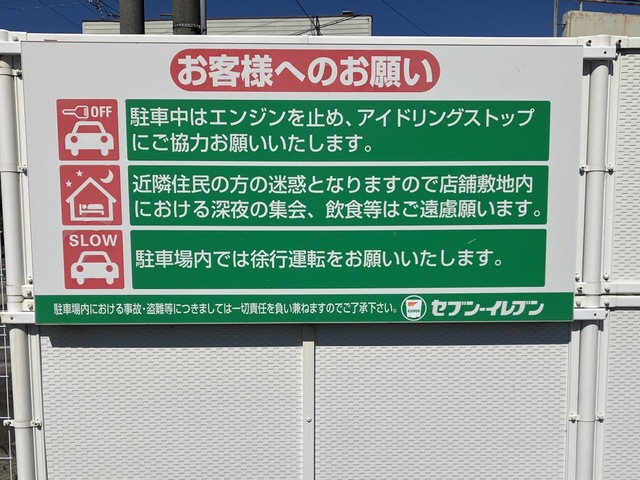 お客様へのお願い
OFF
駐車中はエンジンを止め、アイドリングストップ
にご協力お願いいたします。
近隣住民の方の迷惑となりますので店舗敷地内
における深夜の集会、飲食等はご遠慮願います。
SLOW
駐車場内では徐行運転をお願いいたします。
駐車場内における事故・盗難等につきましては一切責任を負い兼ねますのでご了承下さい。
セブン-イレブン